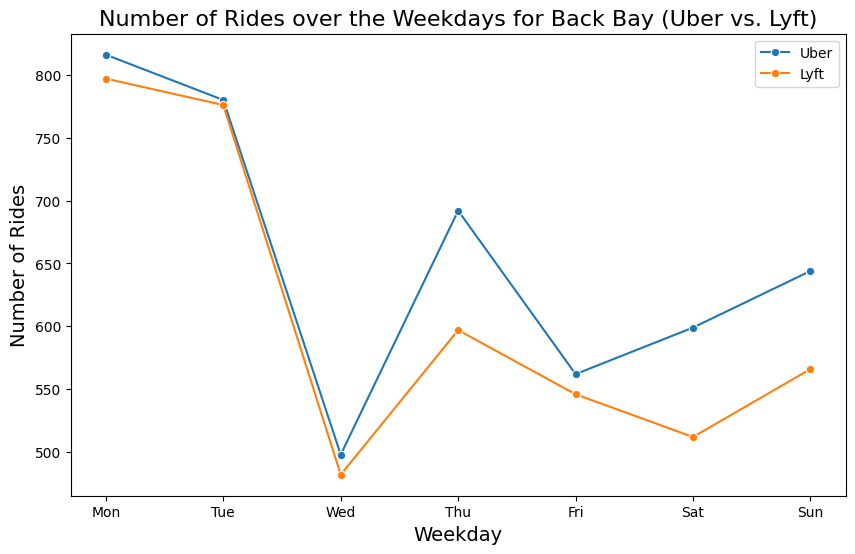 Number of Rides over the Weekdays for Back Bay (Uber vs. Lyft)
Uber
Lyft
800
750
700
650
600
550
500
Number of Rides
Mon Tue Wed Thu Fri Sat Sun
Weekday